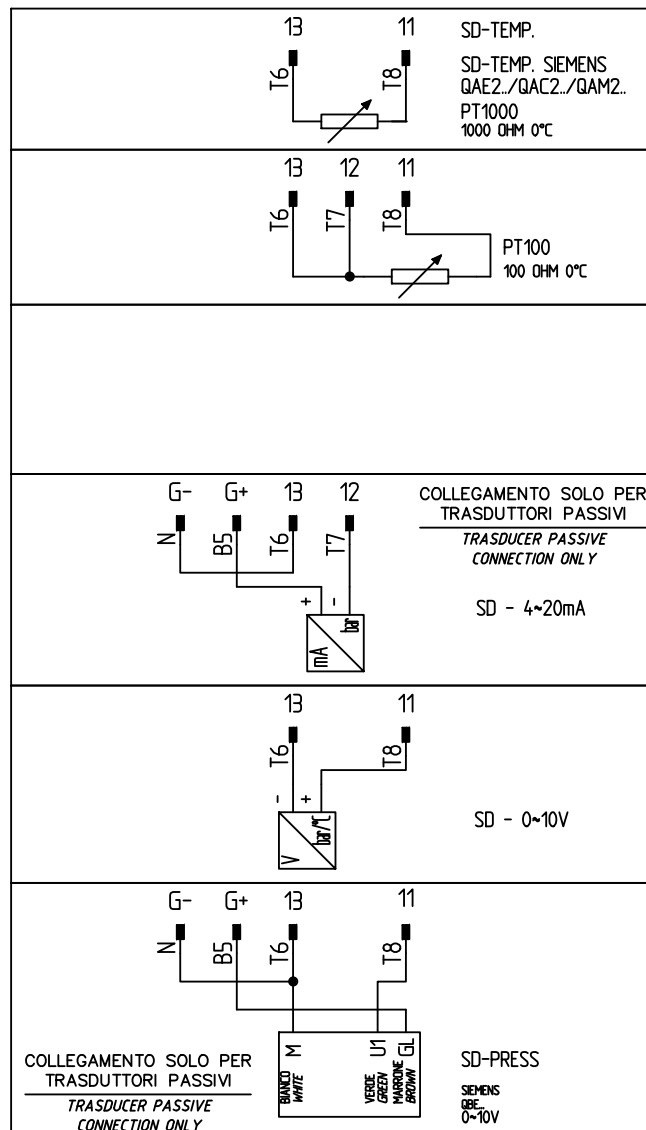 13 11 SD-TEMP.
T6 T8 SD-TEMP. SIEMENS
QAE2../QAC2../QAM2..
PT1000
1000 OHM 0°C
13 12 11
T6 T7 T8
PT100
100 OHM 0°C
G- G+ 13 12
N B5 T6 T7
COLLEGAMENTO SOLO PER
TRASDUTTORI PASSIVI
TRASDUCER PASSIVE
CONNECTION ONLY
+ -
mA bar
SD - 4~20mA
13 11
T6 T8
- +
V bar/°C
SD - 0~10V
G- G+ 13 11
N B5 T6 T8
M U1 GL
BIANCO
WHITE
VERDE
GREEN
MARRONE
BROWN
COLLEGAMENTO SOLO PER
TRASDUTTORI PASSIVI
TRASDUCER PASSIVE
CONNECTION ONLY
SD-PRESS
SIEMENS
QBE..
0~10V